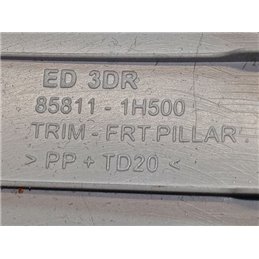 ED 3DR
85811 - 1H500
TRIM - FRT PILLAR
> PP + TD20 <